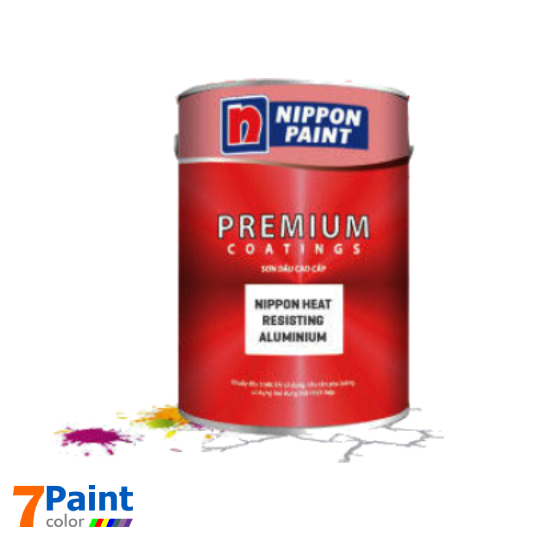 n NIPPON
PAINT
PREMIUM
COATINGS
SƠN DẦU CAO CẤP
NIPPON HEAT
RESISTING
ALUMINIUM
7Paint
color